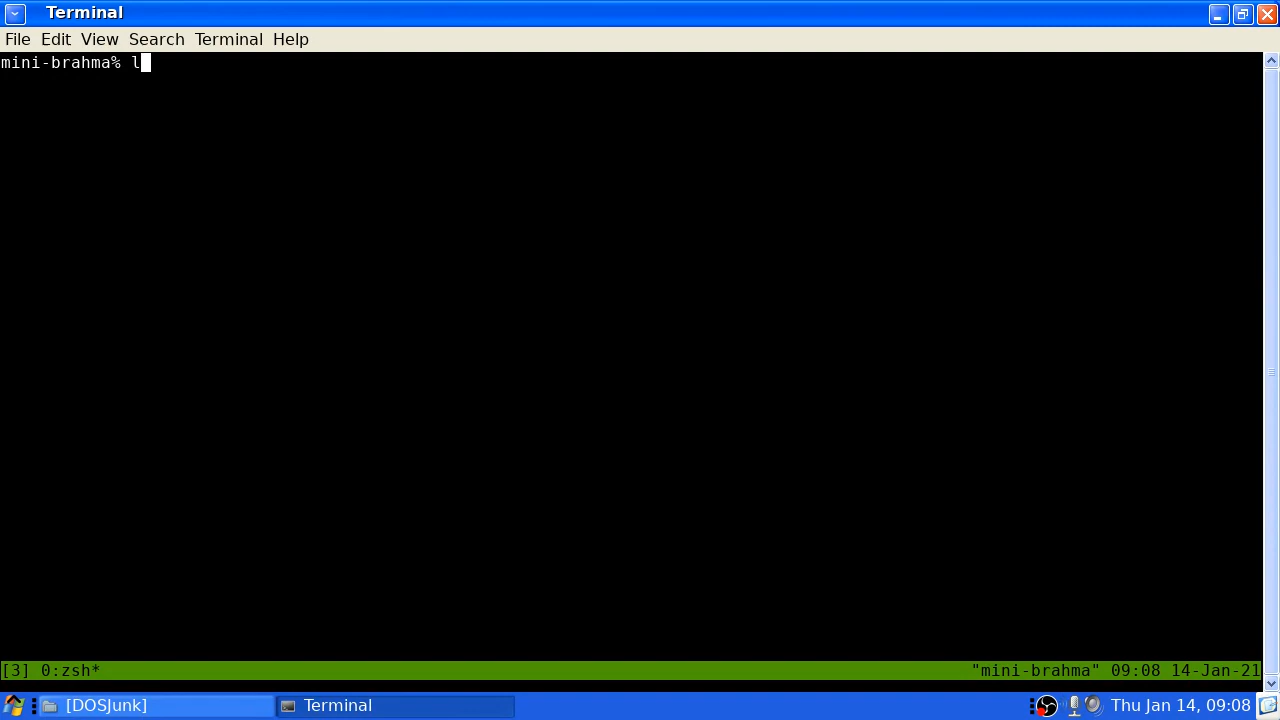 Terminal
File Edit View Search Terminal Help
mini-brahma% l
[3] 0:zsh* "mini-brahma" 09:08 14-Jan-21
[DOSJunk] Terminal Thu Jan 14, 09:08